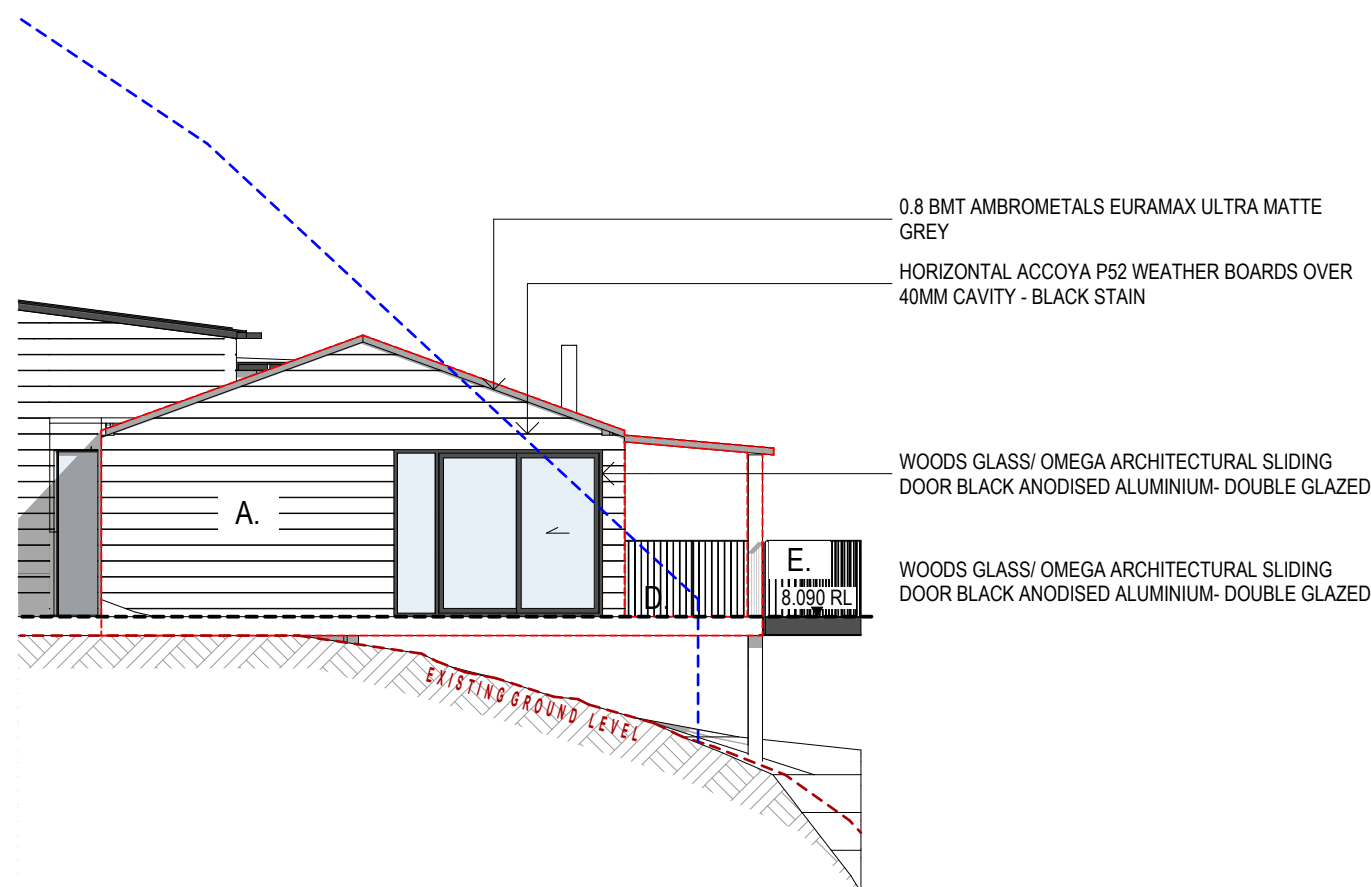 0.8 BMT AMBROMETALS EURAMAX ULTRA MATTE
GREY
HORIZONTAL ACCOYA P52 WEATHER BOARDS OVER
40MM CAVITY - BLACK STAIN
WOODS GLASS/ OMEGA ARCHITECTURAL SLIDING
DOOR BLACK ANODISED ALUMINIUM- DOUBLE GLAZED
A.
E.
WOODS GLASS/ OMEGA ARCHITECTURAL SLIDING
DOOR BLACK ANODISED ALUMINIUM- DOUBLE GLAZED
D.
8.090 RL
EXISTING GROUND LEVEL